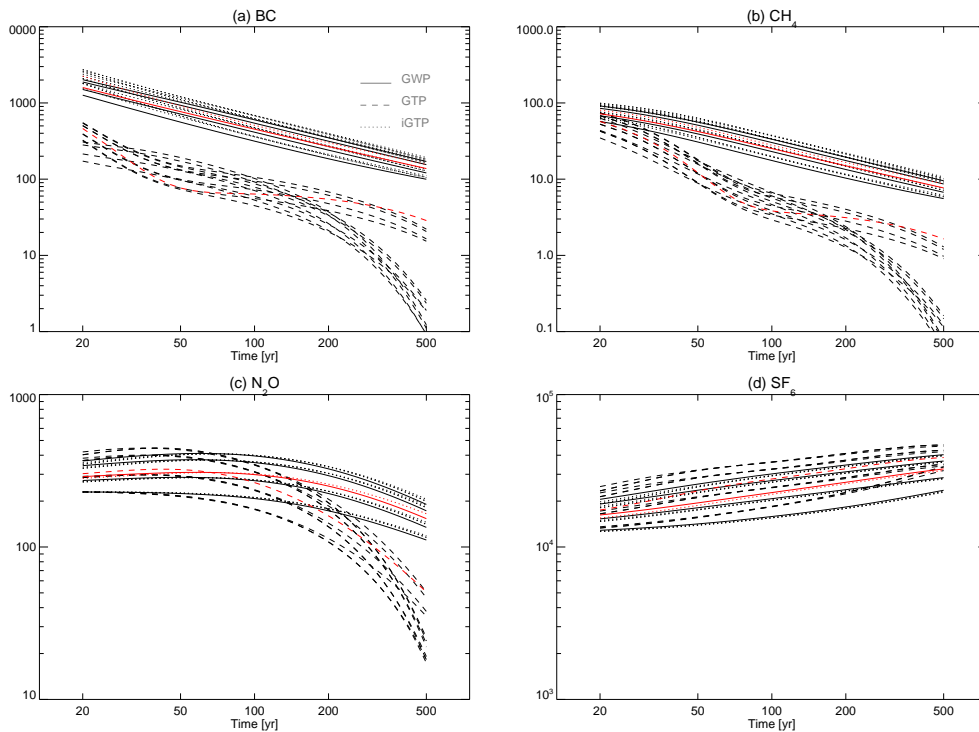 (a) BC
0000
1000
100
10
1
GWP
GTP
iGTP
20 50 100 200 500
Time [yr]
(b) CH₄
1000.0
100.0
10.0
1.0
0.1
20 50 100 200 500
Time [yr]
(c) N₂O
1000
100
10
20 50 100 200 500
Time [yr]
(d) SF₆
10⁵
10⁴
10³
20 50 100 200 500
Time [yr]